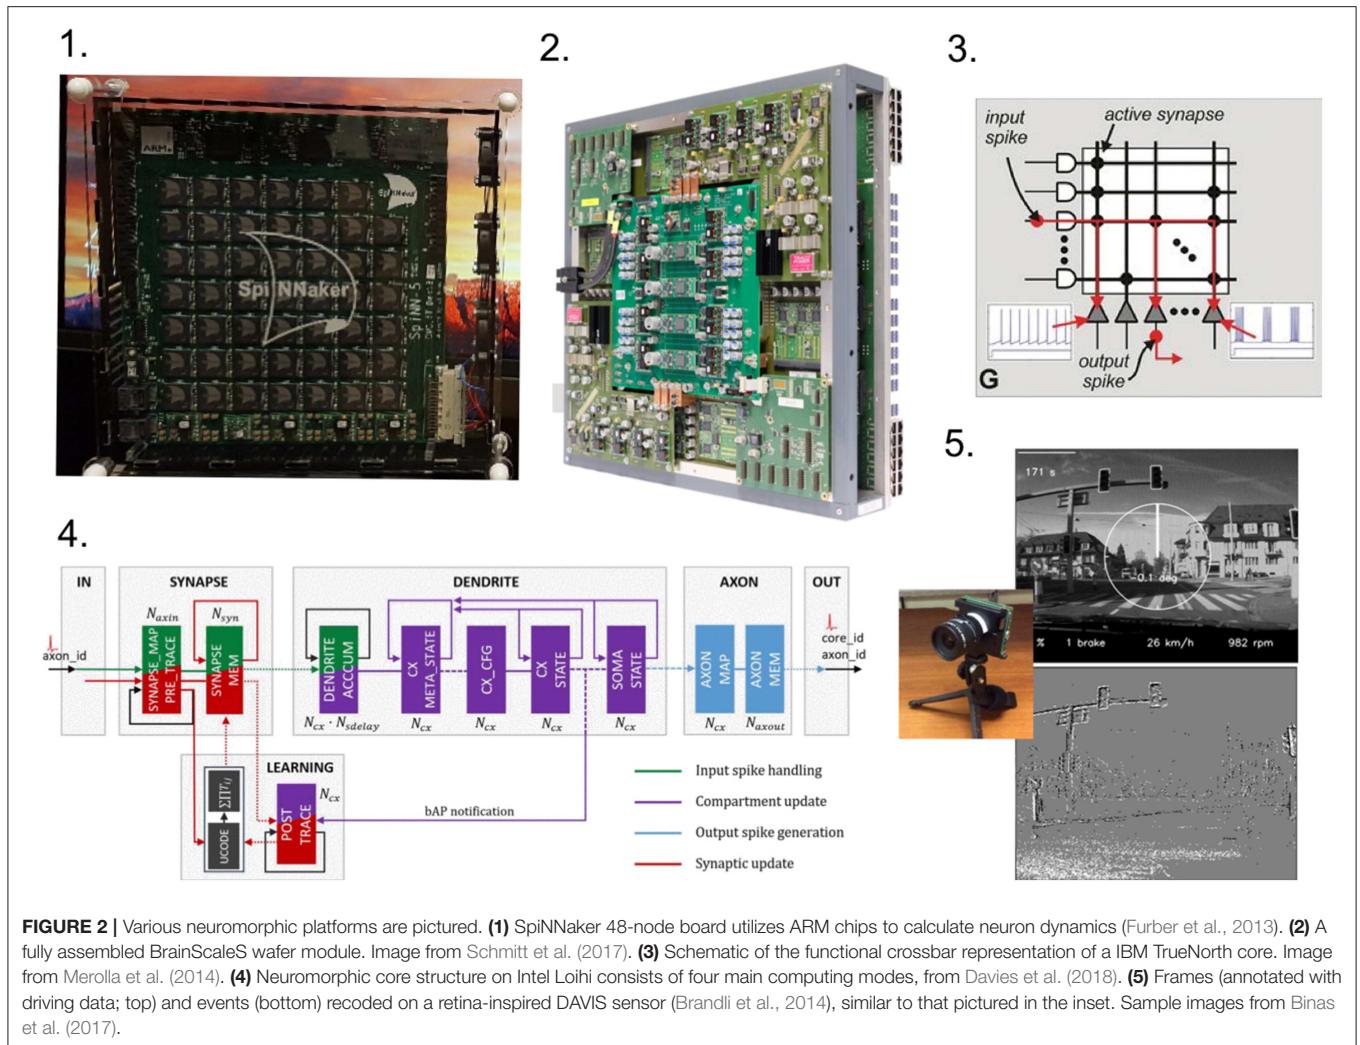 1.
ARM
SpiNNaker
SpiNN-5
2.
3.
input
spike
active synapse
output
spike
G
4.
IN
SYNAPSE
DENDRITE
AXON
OUT
axon_id
N_axin
N_syn
SYNAPSE_MAP
PRE_TRACE
SYNAPSE
MEM
DENDRITE
ACCCUM
CX
META_STATE
CX_CFG
CX
STATE
SOMA
STATE
AXON
MAP
AXON
MEM
core_id
axon_id
N_cx · N_sdelay
N_cx
N_cx
N_cx
N_cx
N_cx
N_axout
LEARNING
N_cx
UCODE
ΣΠT_ij
POST
TRACE
bAP notification
Input spike handling
Compartment update
Output spike generation
Synaptic update
5.
171 s
-0.1 deg
% 1 broke 26 km/h 982 rpm
FIGURE 2 | Various neuromorphic platforms are pictured. (1) SpiNNaker 48-node board utilizes ARM chips to calculate neuron dynamics (Furber et al., 2013). (2) A
fully assembled BrainScaleS wafer module. Image from Schmitt et al. (2017). (3) Schematic of the functional crossbar representation of a IBM TrueNorth core. Image
from Merolla et al. (2014). (4) Neuromorphic core structure on Intel Loihi consists of four main computing modes, from Davies et al. (2018). (5) Frames (annotated with
driving data; top) and events (bottom) recoded on a retina-inspired DAVIS sensor (Brandli et al., 2014), similar to that pictured in the inset. Sample images from Binas
et al. (2017).